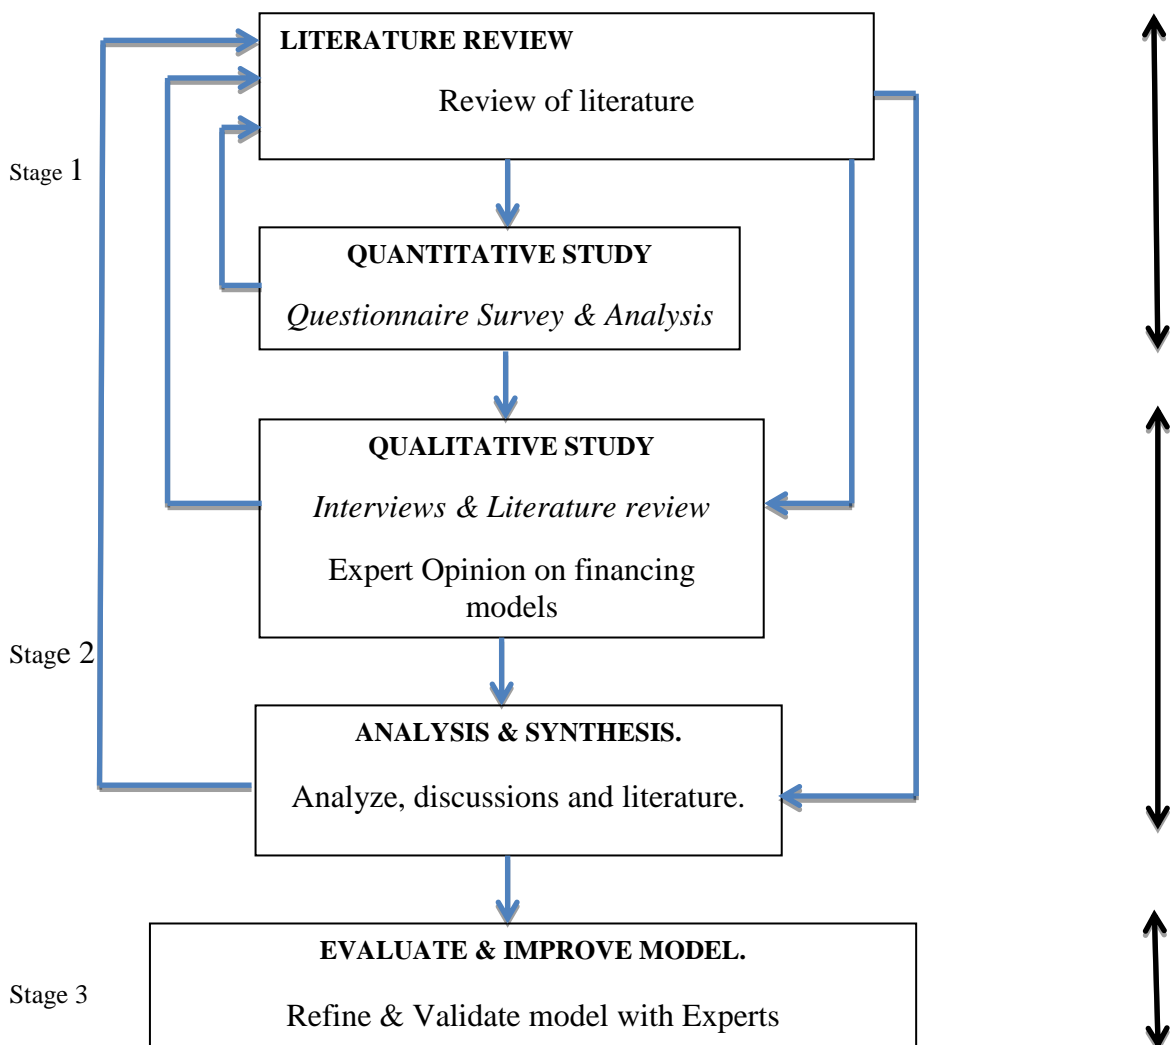 LITERATURE REVIEW
Review of literature
Stage 1
QUANTITATIVE STUDY
Questionnaire Survey & Analysis
QUALITATIVE STUDY
Interviews & Literature review
Expert Opinion on financing
models
Stage 2
ANALYSIS & SYNTHESIS.
Analyze, discussions and literature.
EVALUATE & IMPROVE MODEL.
Stage 3
Refine & Validate model with Experts